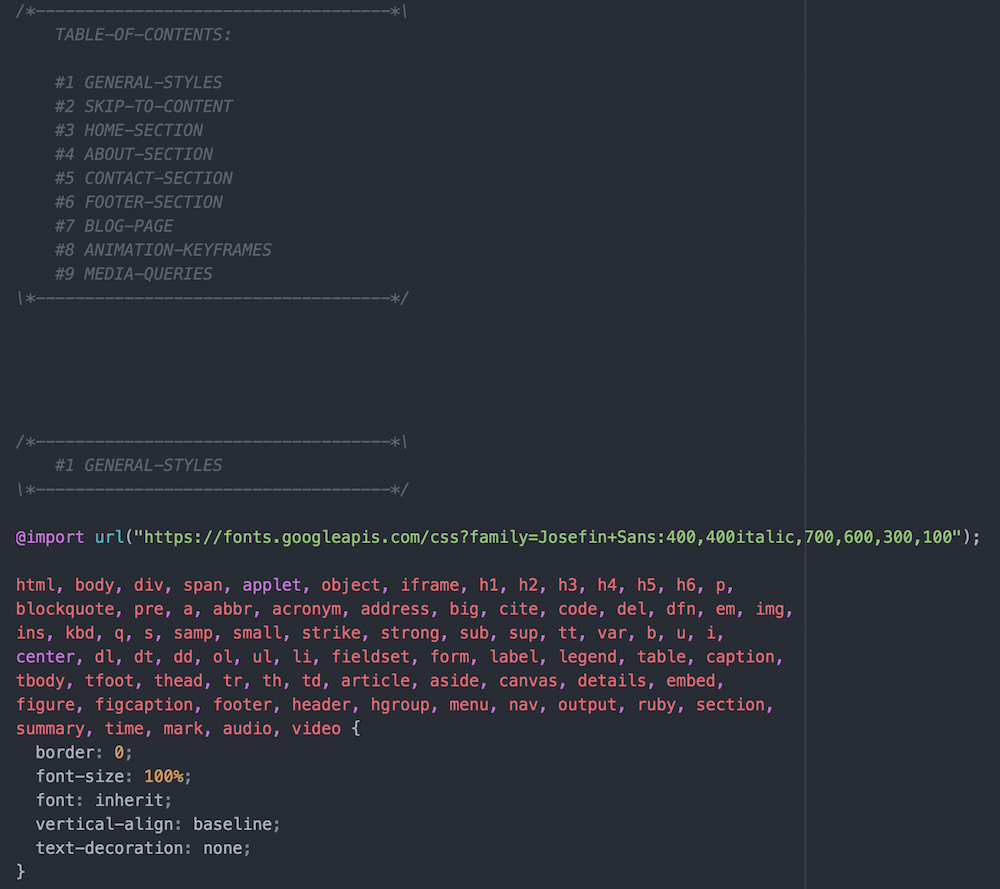 /*------------------------------------*\
    TABLE-OF-CONTENTS:

    #1 GENERAL-STYLES
    #2 SKIP-TO-CONTENT
    #3 HOME-SECTION
    #4 ABOUT-SECTION
    #5 CONTACT-SECTION
    #6 FOOTER-SECTION
    #7 BLOG-PAGE
    #8 ANIMATION-KEYFRAMES
    #9 MEDIA-QUERIES
\*------------------------------------*/

/*------------------------------------*\
    #1 GENERAL-STYLES
\*------------------------------------*/

@import url("https://fonts.googleapis.com/css?family=Josefin+Sans:400,400italic,700,600,300,100");

html, body, div, span, applet, object, iframe, h1, h2, h3, h4, h5, h6, p,
blockquote, pre, a, abbr, acronym, address, big, cite, code, del, dfn, em, img,
ins, kbd, q, s, samp, small, strike, strong, sub, sup, tt, var, b, u, i,
center, dl, dt, dd, ol, ul, li, fieldset, form, label, legend, table, caption,
tbody, tfoot, thead, tr, th, td, article, aside, canvas, details, embed,
figure, figcaption, footer, header, hgroup, menu, nav, output, ruby, section,
summary, time, mark, audio, video {
  border: 0;
  font-size: 100%;
  font: inherit;
  vertical-align: baseline;
  text-decoration: none;
}